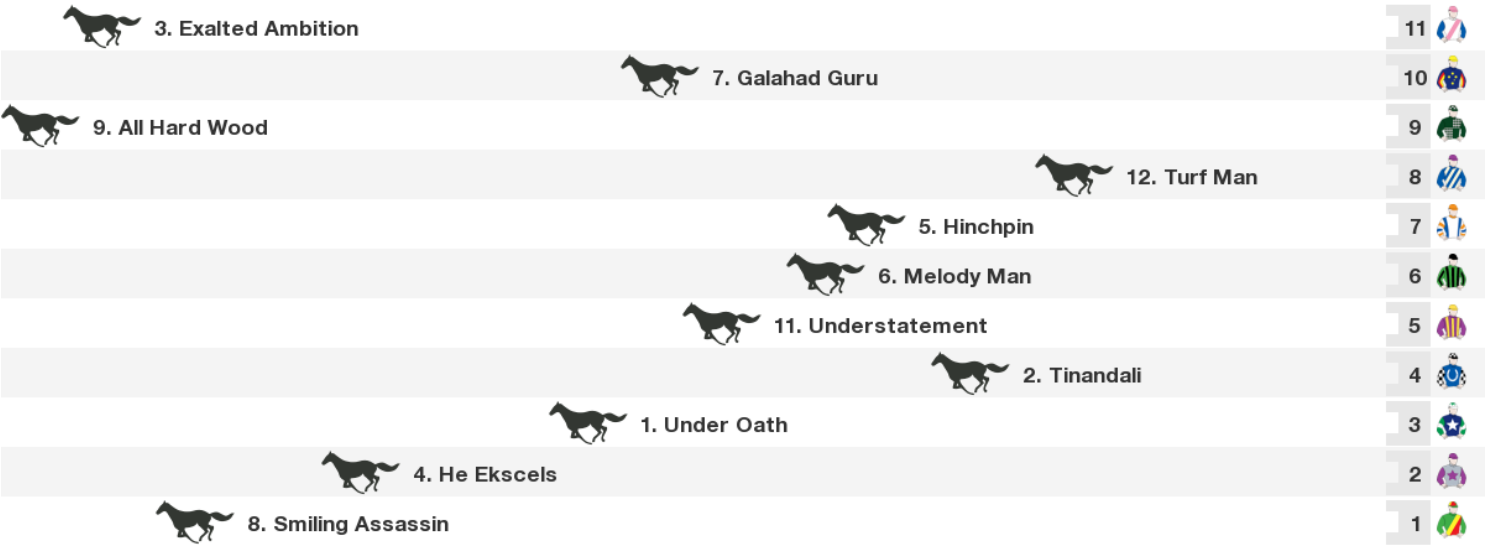 3. Exalted Ambition 11
7. Galahad Guru 10
9. All Hard Wood 9
12. Turf Man 8
5. Hinchpin 7
6. Melody Man 6
11. Understatement 5
2. Tinandali 4
1. Under Oath 3
4. He Ekscels 2
8. Smiling Assassin 1